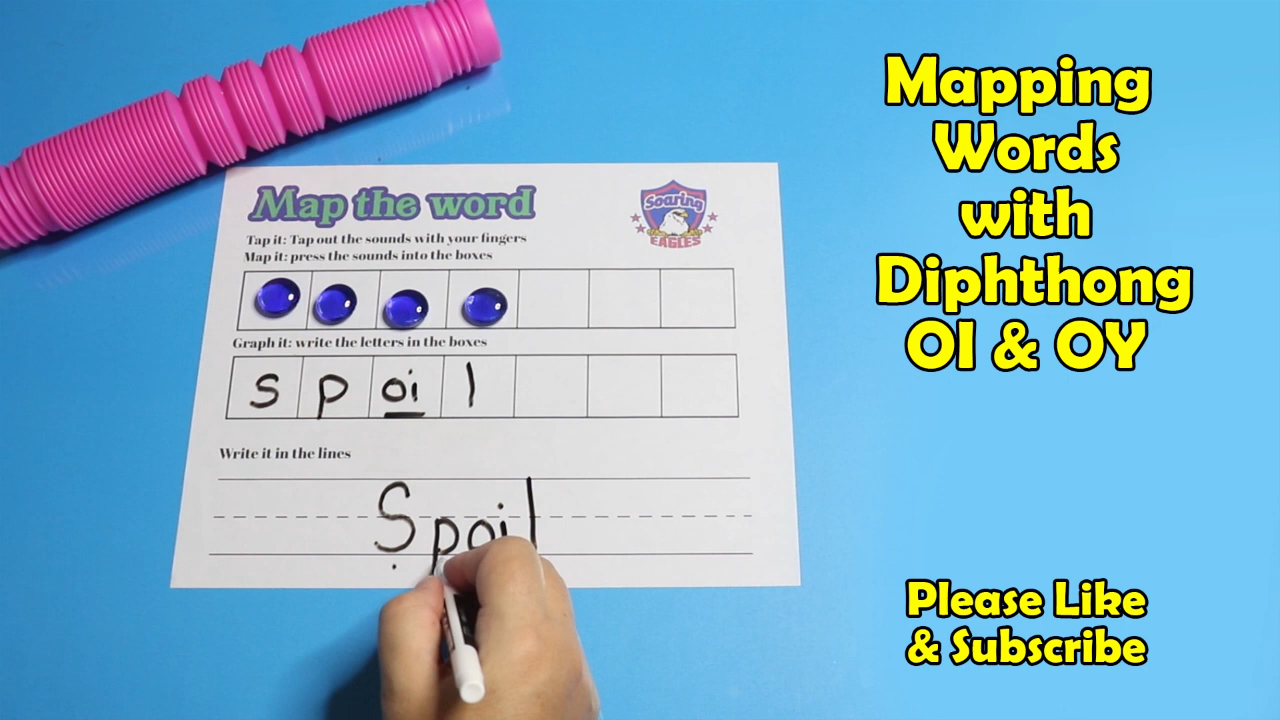 Mapping
Words
with
Diphthong
OI & OY
Please Like
& Subscribe
Map the word
Soaring
EAGLES
Tap it: Tap out the sounds with your fingers
Map it: press the sounds into the boxes
Graph it: write the letters in the boxes
s p oi l
Write it in the lines
Spoil